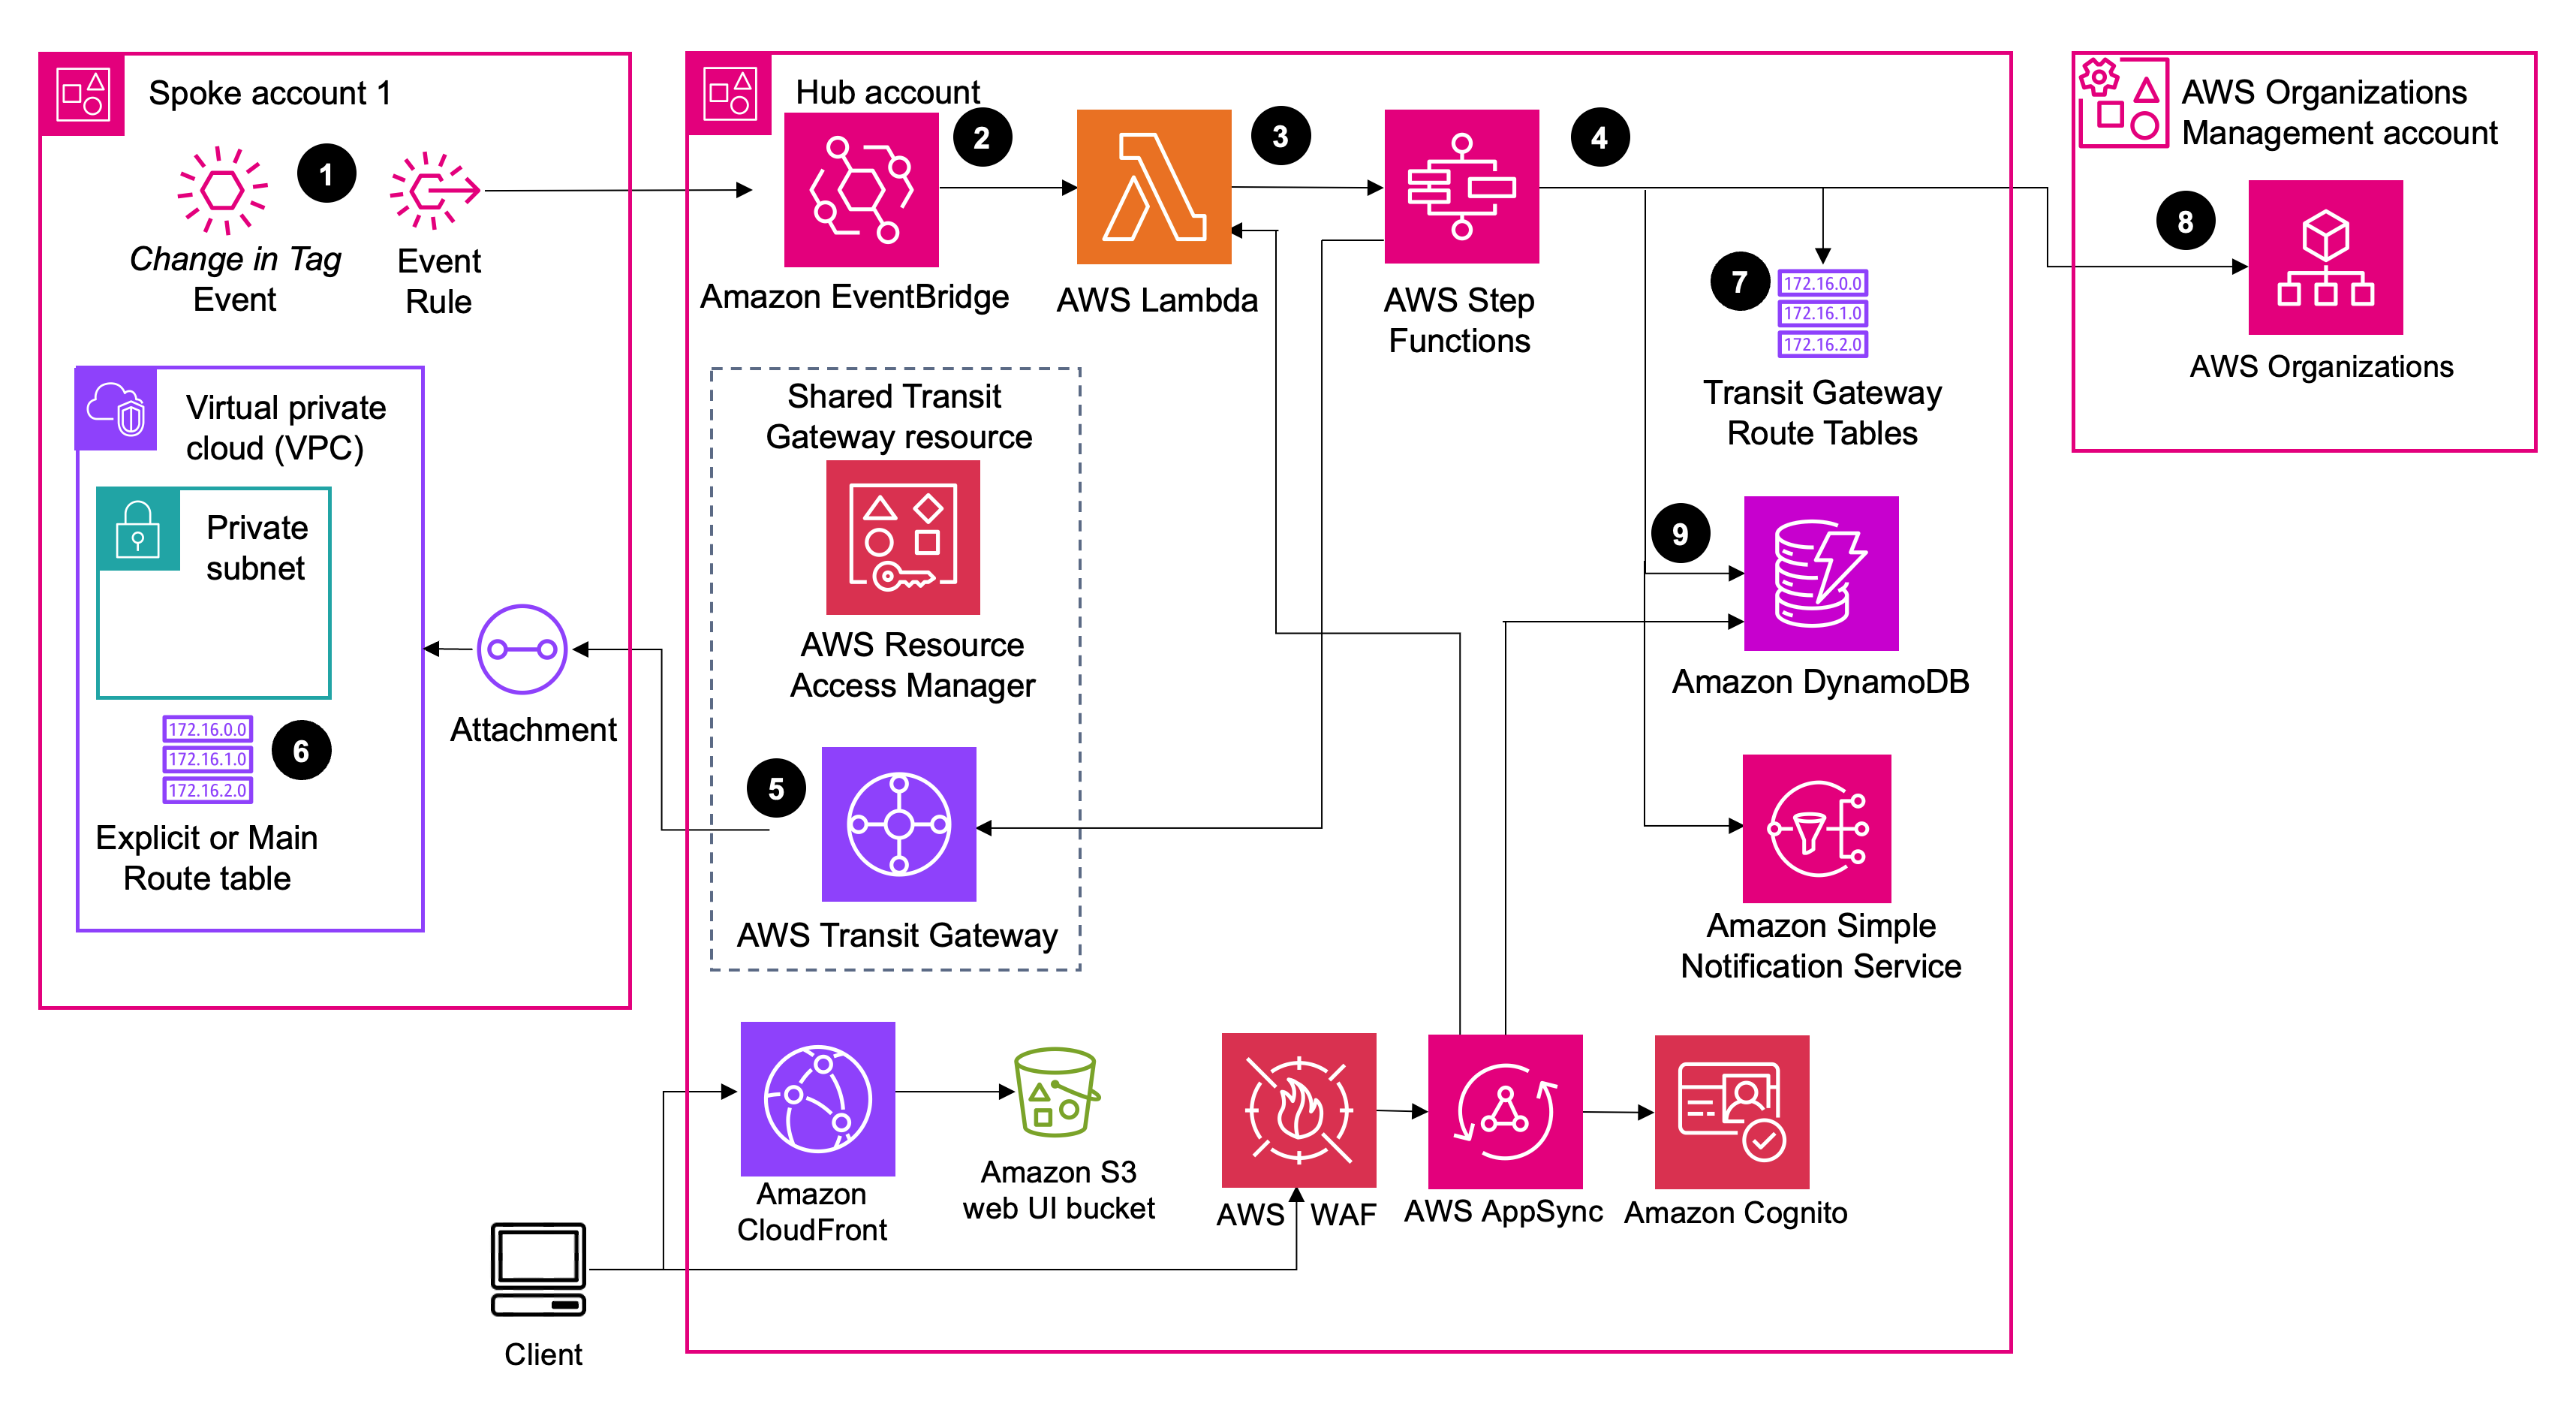 Spoke account 1
1
Change in Tag
Event
Event
Rule
Virtual private
cloud (VPC)
Private
subnet
172.16.0.0
172.16.1.0
172.16.2.0
6
Explicit or Main
Route table
Attachment
Hub account
2
Amazon EventBridge
3
AWS Lambda
4
AWS Step
Functions
Shared Transit
Gateway resource
AWS Resource
Access Manager
5
AWS Transit Gateway
7
172.16.0.0
172.16.1.0
172.16.2.0
Transit Gateway
Route Tables
9
Amazon DynamoDB
Amazon Simple
Notification Service
Amazon
CloudFront
Amazon S3
web UI bucket
AWS WAF
AWS AppSync
Amazon Cognito
Client
AWS Organizations
Management account
8
AWS Organizations